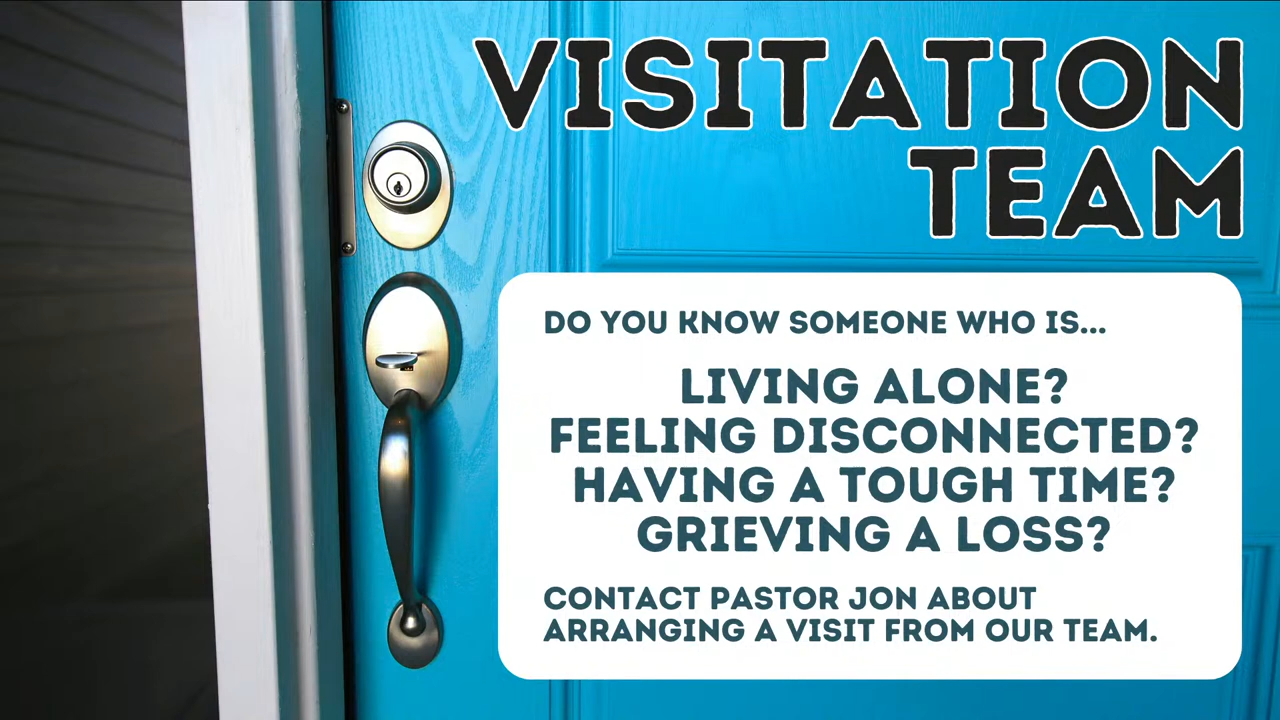 VISITATION
TEAM
DO YOU KNOW SOMEONE WHO IS...
LIVING ALONE?
FEELING DISCONNECTED?
HAVING A TOUGH TIME?
GRIEVING A LOSS?
CONTACT PASTOR JON ABOUT
ARRANGING A VISIT FROM OUR TEAM.